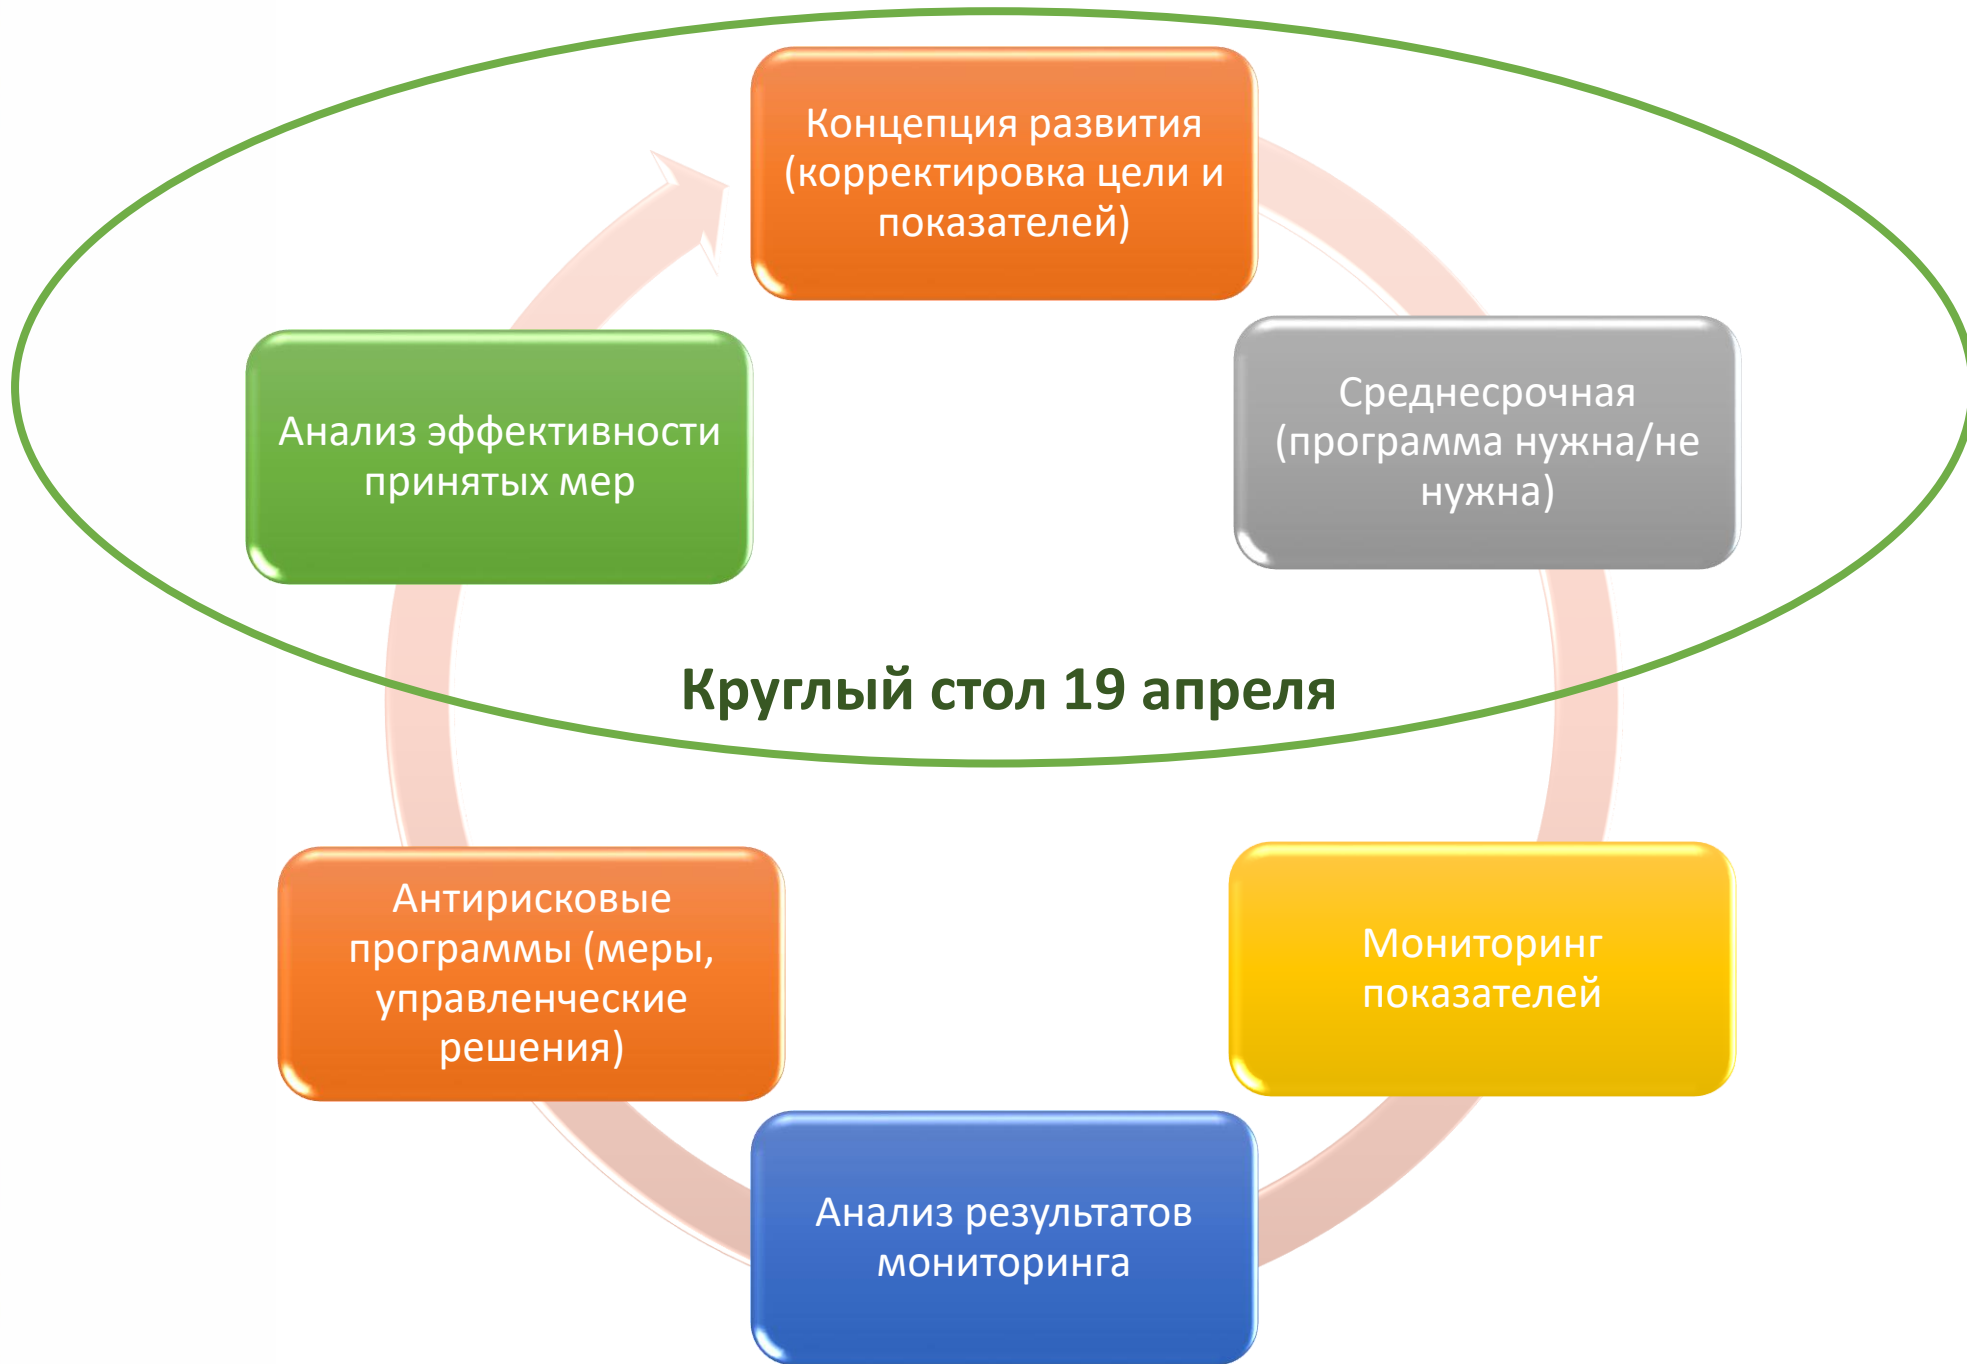 Концепция развития
(корректировка цели и
показателей)
Среднесрочная
(программа нужна/не
нужна)
Анализ эффективности
принятых мер
Круглый стол 19 апреля
Антирисковые
программы (меры,
управленческие
решения)
Мониторинг
показателей
Анализ результатов
мониторинга